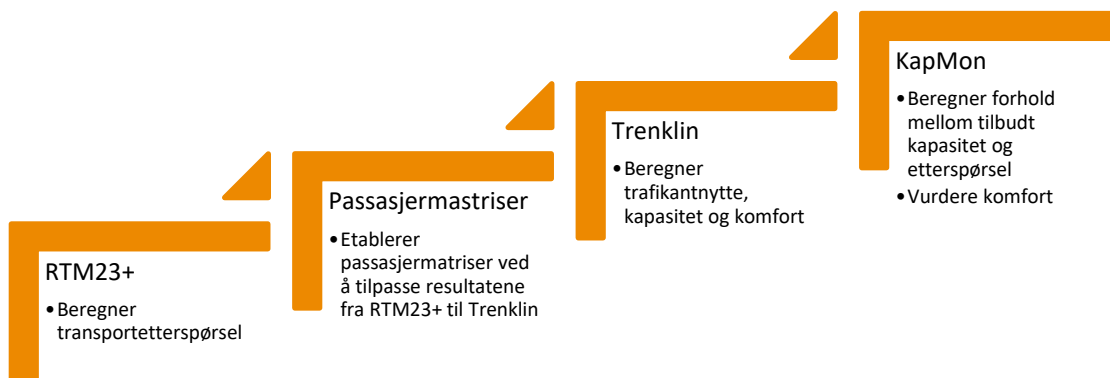 RTM23+
•Beregner
transportetterspørsel
Passasjermastriser
•Etablerer
passasjermatriser ved
å tilpasse resultatene
fra RTM23+ til Trenklin
Trenklin
•Beregner
trafikantnytte,
kapasitet og komfort
KapMon
•Beregner forhold
mellom tilbudt
kapasitet og
etterspørsel
•Vurdere komfort